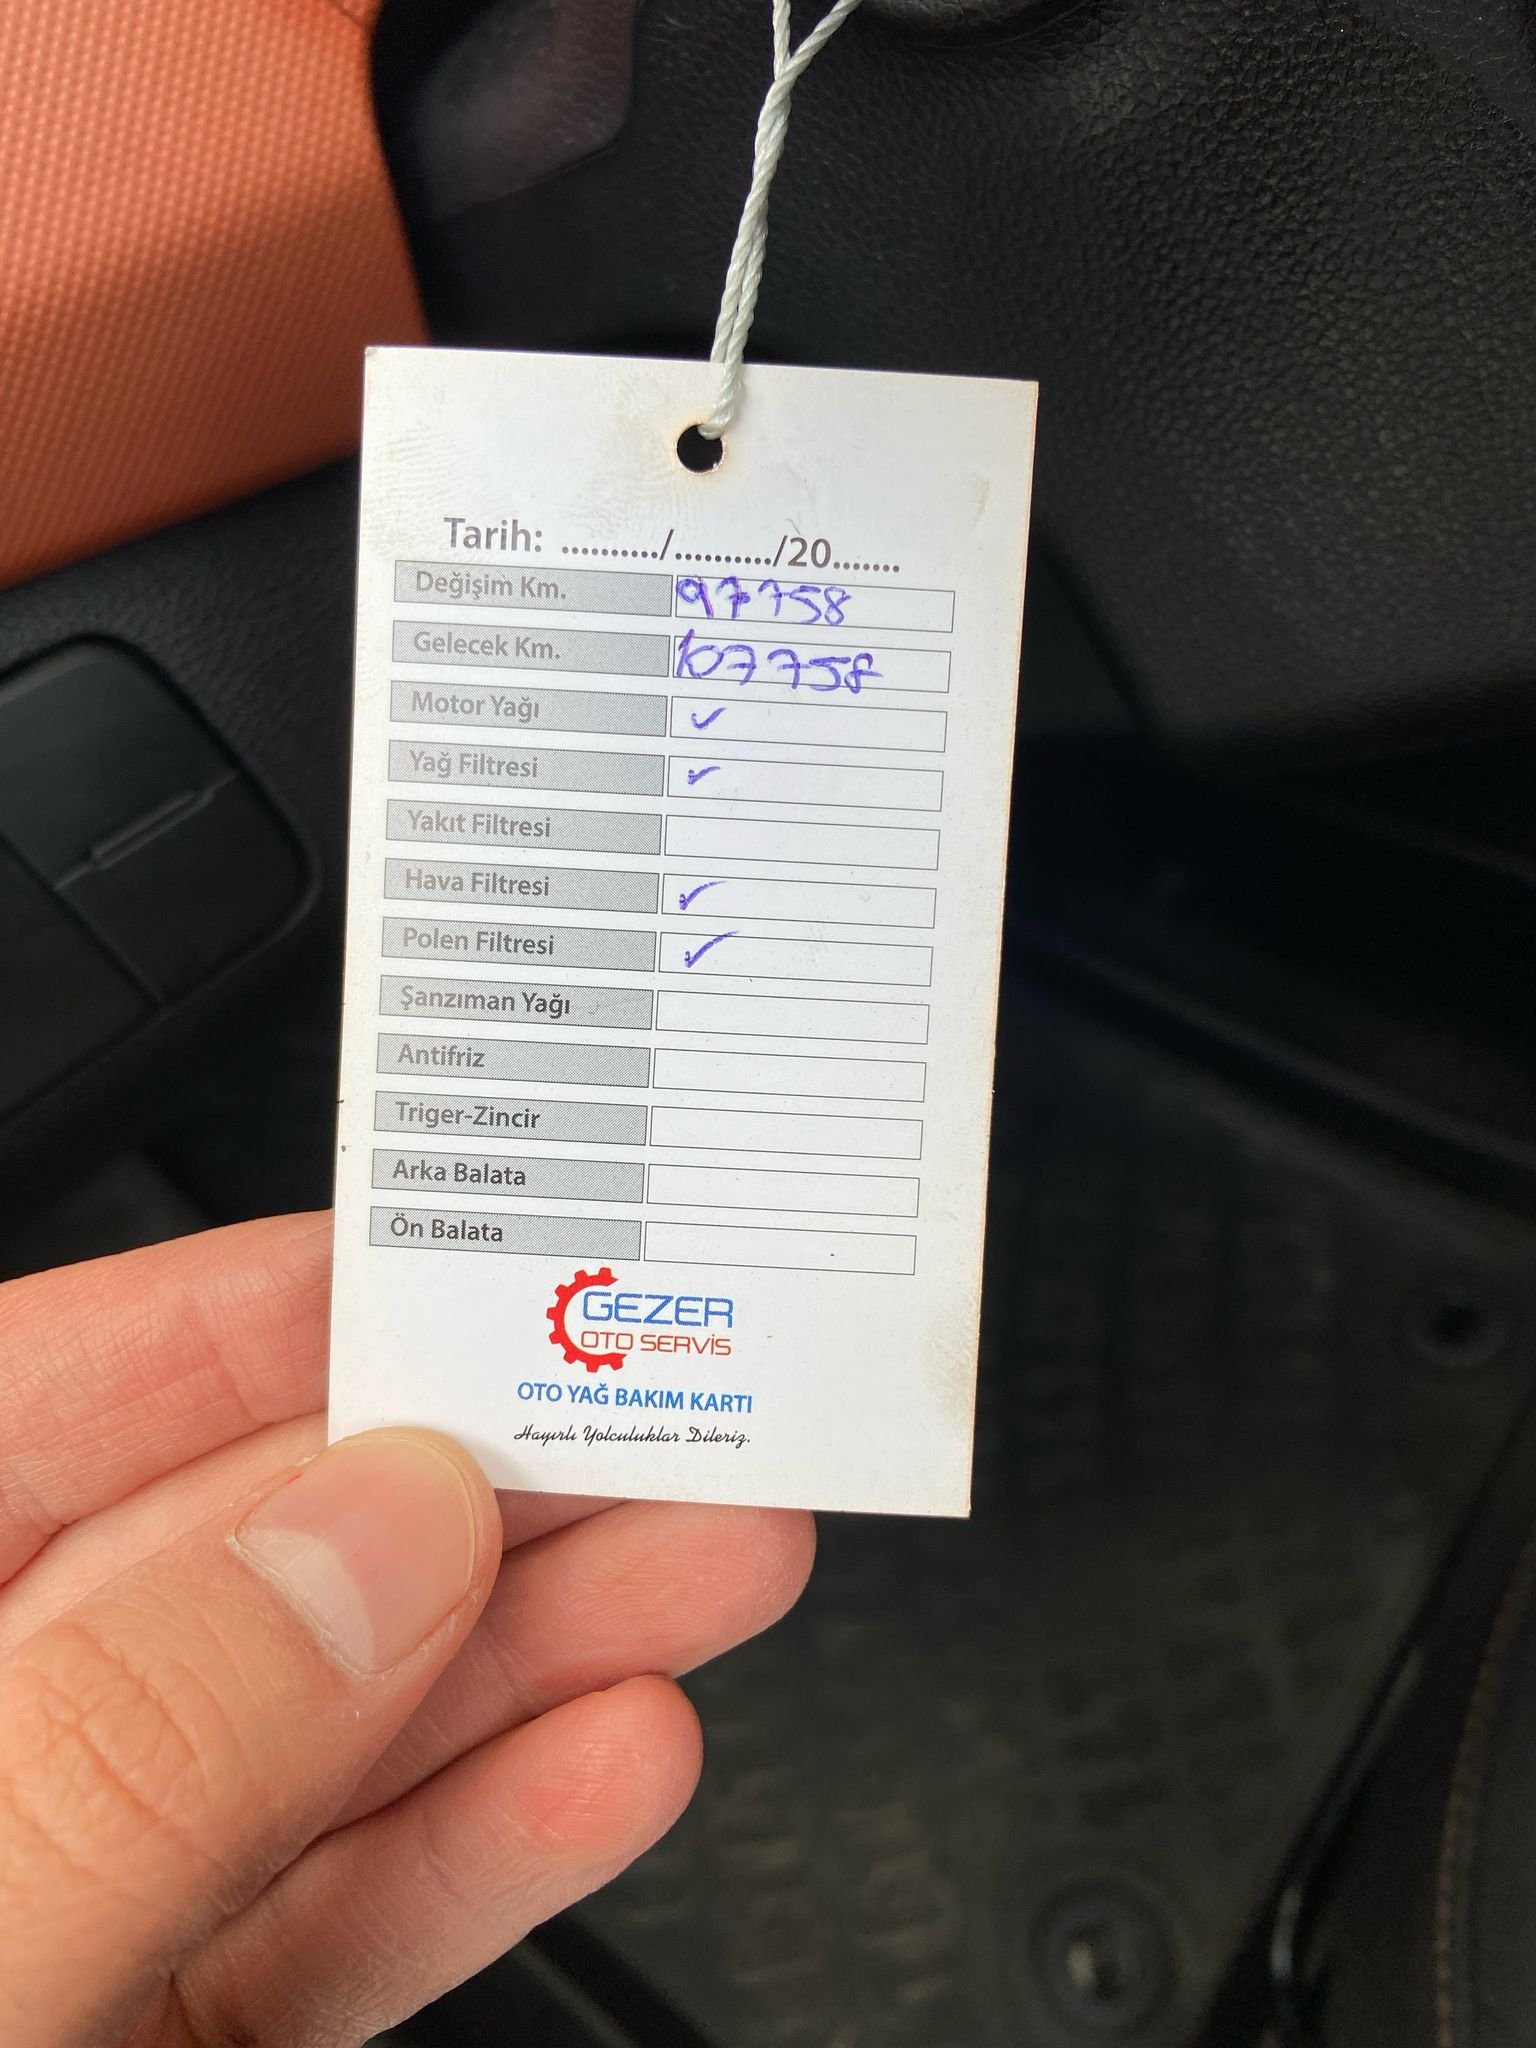 Tarih: ........../........../20.......
Değişim Km. 97758
Gelecek Km. 107758
Motor Yağı ✓
Yağ Filtresi ✓
Yakıt Filtresi
Hava Filtresi ✓
Polen Filtresi ✓
Şanzıman Yağı
Antifriz
Triger-Zincir
Arka Balata
Ön Balata
GEZER
OTO SERVİS
OTO YAĞ BAKIM KARTI
Hayırlı Yolculuklar Dileriz.